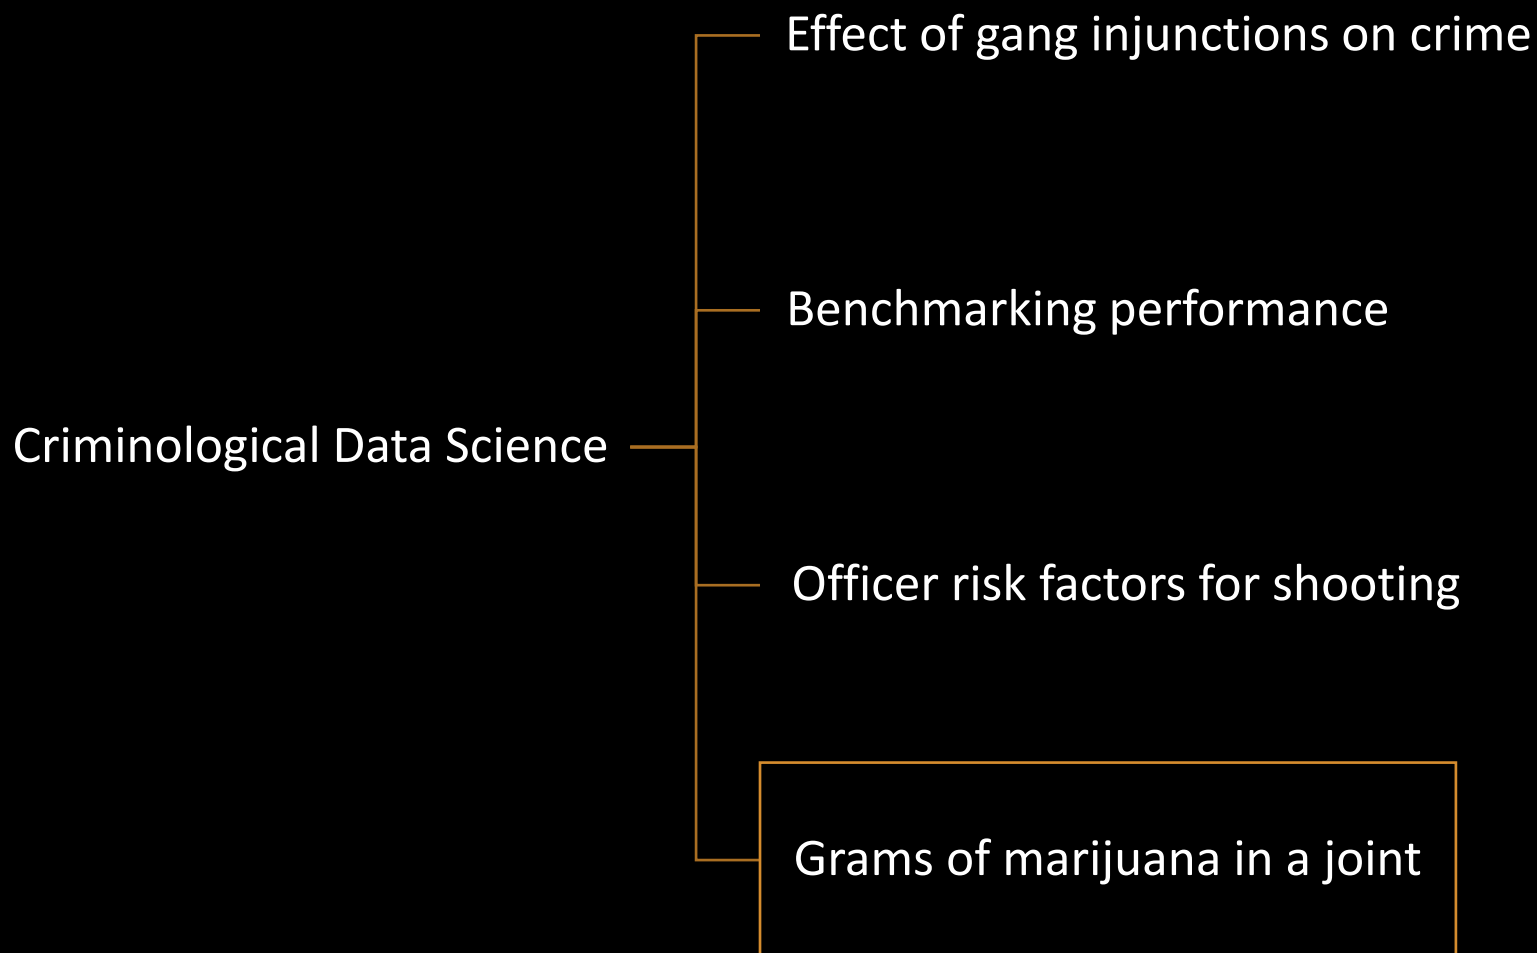 Effect of gang injunctions on crime
Benchmarking performance
Criminological Data Science
Officer risk factors for shooting
Grams of marijuana in a joint